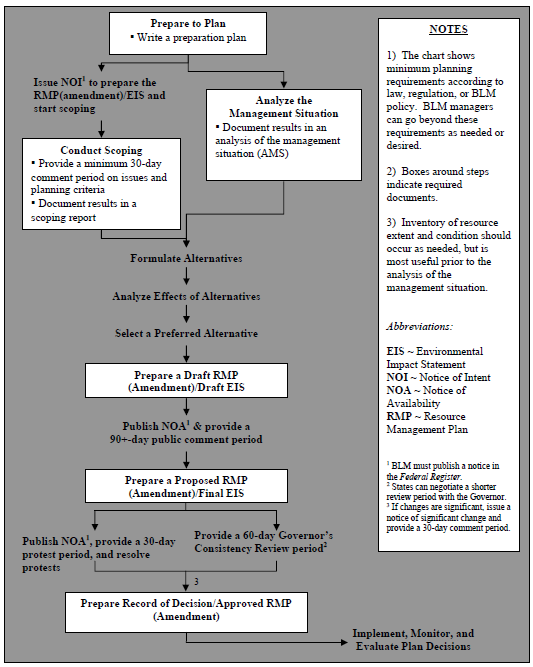 Prepare to Plan
▪ Write a preparation plan
Issue NOI1 to prepare the
RMP(amendment)/EIS and
start scoping
Analyze the
Management Situation
▪ Document results in an
analysis of the management
situation (AMS)
Conduct Scoping
▪ Provide a minimum 30-day
comment period on issues and
planning criteria
▪ Document results in a
scoping report
Formulate Alternatives
Analyze Effects of Alternatives
Select a Preferred Alternative
Prepare a Draft RMP
(Amendment)/Draft EIS
Publish NOA1 & provide a
90+-day public comment period
Prepare a Proposed RMP
(Amendment)/Final EIS
Publish NOA1, provide a 30-day
protest period, and resolve
protests
Provide a 60-day Governor's
Consistency Review period2
3
Prepare Record of Decision/Approved RMP
(Amendment)
Implement, Monitor, and
Evaluate Plan Decisions
NOTES
1) The chart shows
minimum planning
requirements according to
law, regulation, or BLM
policy. BLM managers
can go beyond these
requirements as needed or
desired.
2) Boxes around steps
indicate required
documents.
3) Inventory of resource
extent and condition should
occur as needed, but is
most useful prior to the
analysis of the
management situation.
Abbreviations:
EIS ~ Environmental
Impact Statement
NOI ~ Notice of Intent
NOA ~ Notice of
Availability
RMP ~ Resource
Management Plan
1 BLM must publish a notice in
the Federal Register.
2 States can negotiate a shorter
review period with the Governor.
3 If changes are significant, issue a
notice of significant change and
provide a 30-day comment period.